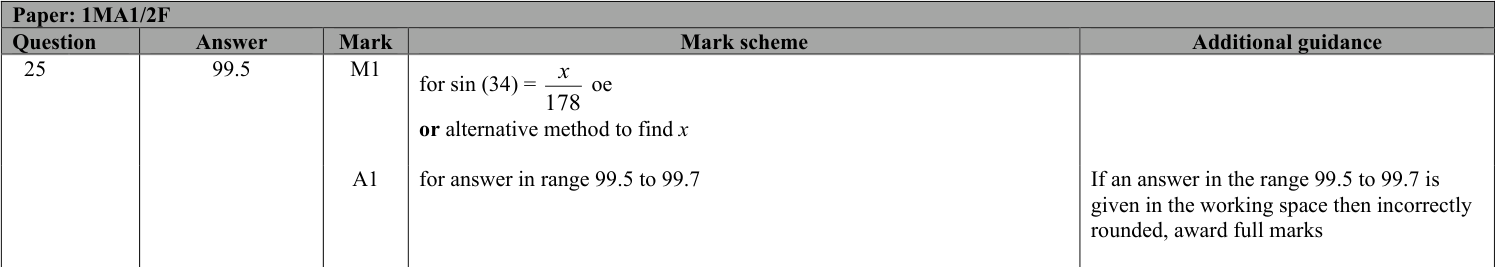 Paper: 1MA1/2F
Question Answer Mark Mark scheme Additional guidance
25 99.5 M1 for sin (34) = x/178 oe
or alternative method to find x
A1 for answer in range 99.5 to 99.7 If an answer in the range 99.5 to 99.7 is
given in the working space then incorrectly
rounded, award full marks